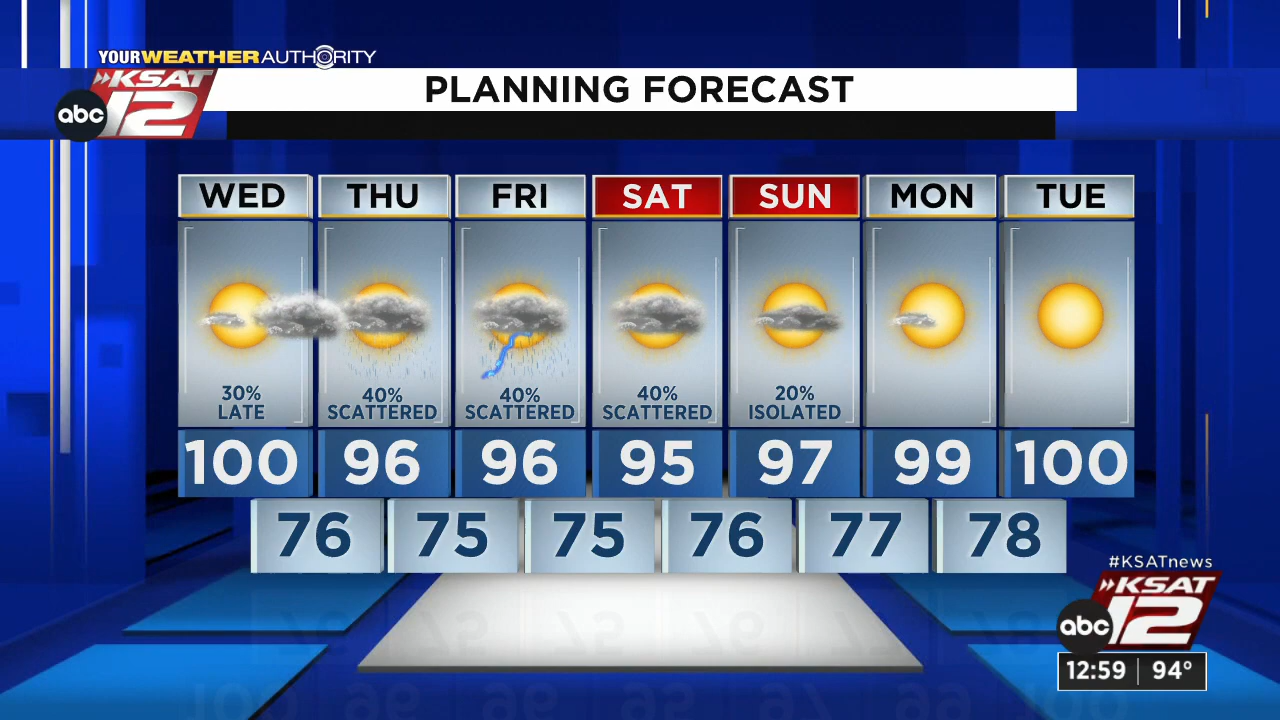 YOURWEATHERAUTHORITY
KSAT
abc 12
PLANNING FORECAST
WED THU FRI SAT SUN MON TUE
30% 40% 40% 40% 20%
LATE SCATTERED SCATTERED SCATTERED ISOLATED
100 96 96 95 97 99 100
76 75 75 76 77 78
#KSATnews
KSAT
abc 12
12:59 94°